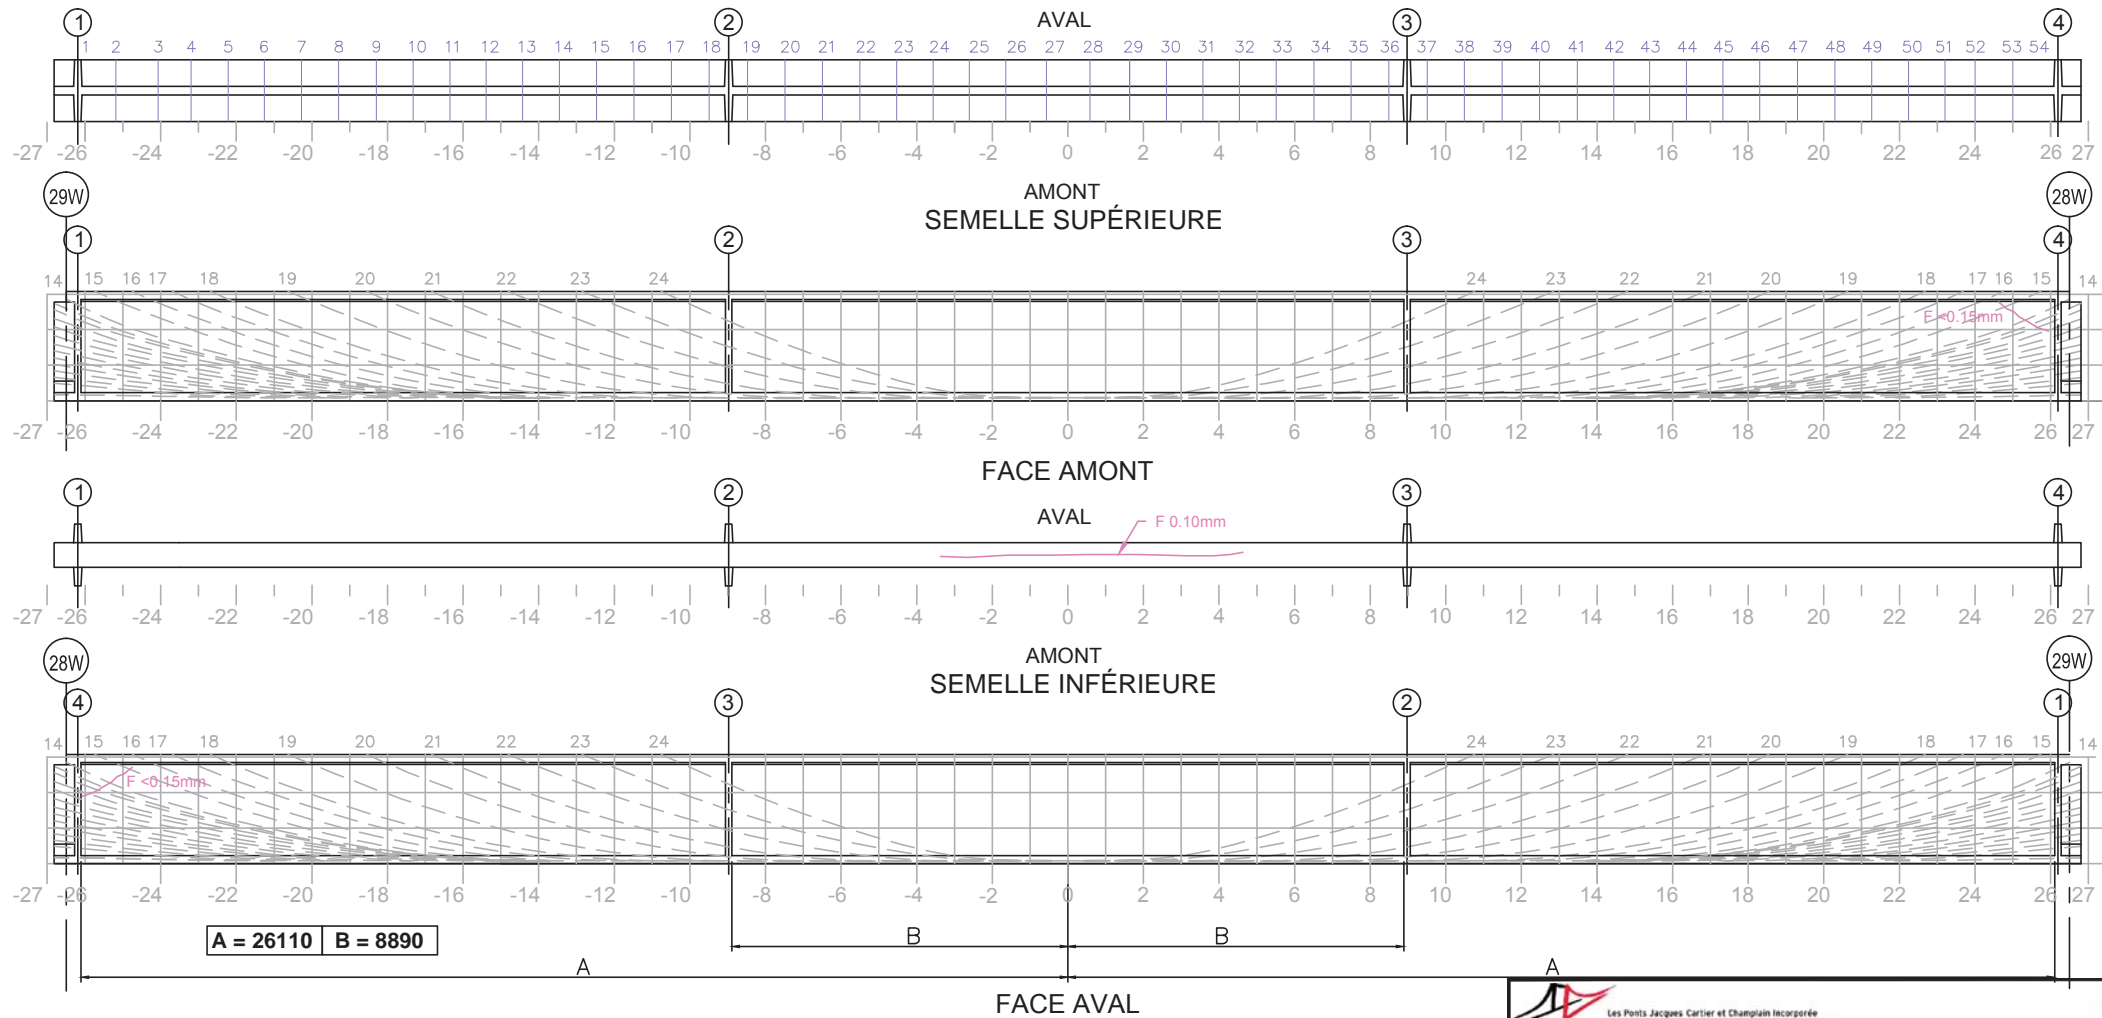 1 2 AVAL 3 4
1 2 3 4 5 6 7 8 9 10 11 12 13 14 15 16 17 18 19 20 21 22 23 24 25 26 27 28 29 30 31 32 33 34 35 36 37 38 39 40 41 42 43 44 45 46 47 48 49 50 51 52 53 54
-27 -26 -24 -22 -20 -18 -16 -14 -12 -10 -8 -6 -4 -2 0 2 4 6 8 10 12 14 16 18 20 22 24 26 27
29W AMONT 28W
SEMELLE SUPÉRIEURE
1 2 3 4
14 15 16 17 18 19 20 21 22 23 24 24 23 22 21 20 19 18 17 16 15 14
F <0.15mm
-27 -26 -24 -22 -20 -18 -16 -14 -12 -10 -8 -6 -4 -2 0 2 4 6 8 10 12 14 16 18 20 22 24 26 27
FACE AMONT
1 2 3 4
AVAL
F 0.10mm
-27 -26 -24 -22 -20 -18 -16 -14 -12 -10 -8 -6 -4 -2 0 2 4 6 8 10 12 14 16 18 20 22 24 26 27
28W AMONT 29W
SEMELLE INFÉRIEURE
4 3 2 1
14 15 16 17 18 19 20 21 22 23 24 24 23 22 21 20 19 18 17 16 15 14
F <0.15mm
-27 -26 -24 -22 -20 -18 -16 -14 -12 -10 -8 -6 -4 -2 0 2 4 6 8 10 12 14 16 18 20 22 24 26 27
A = 26110 B = 8890
B B
A A
FACE AVAL
Les Ponts Jacques Cartier et Champlain Incorporée